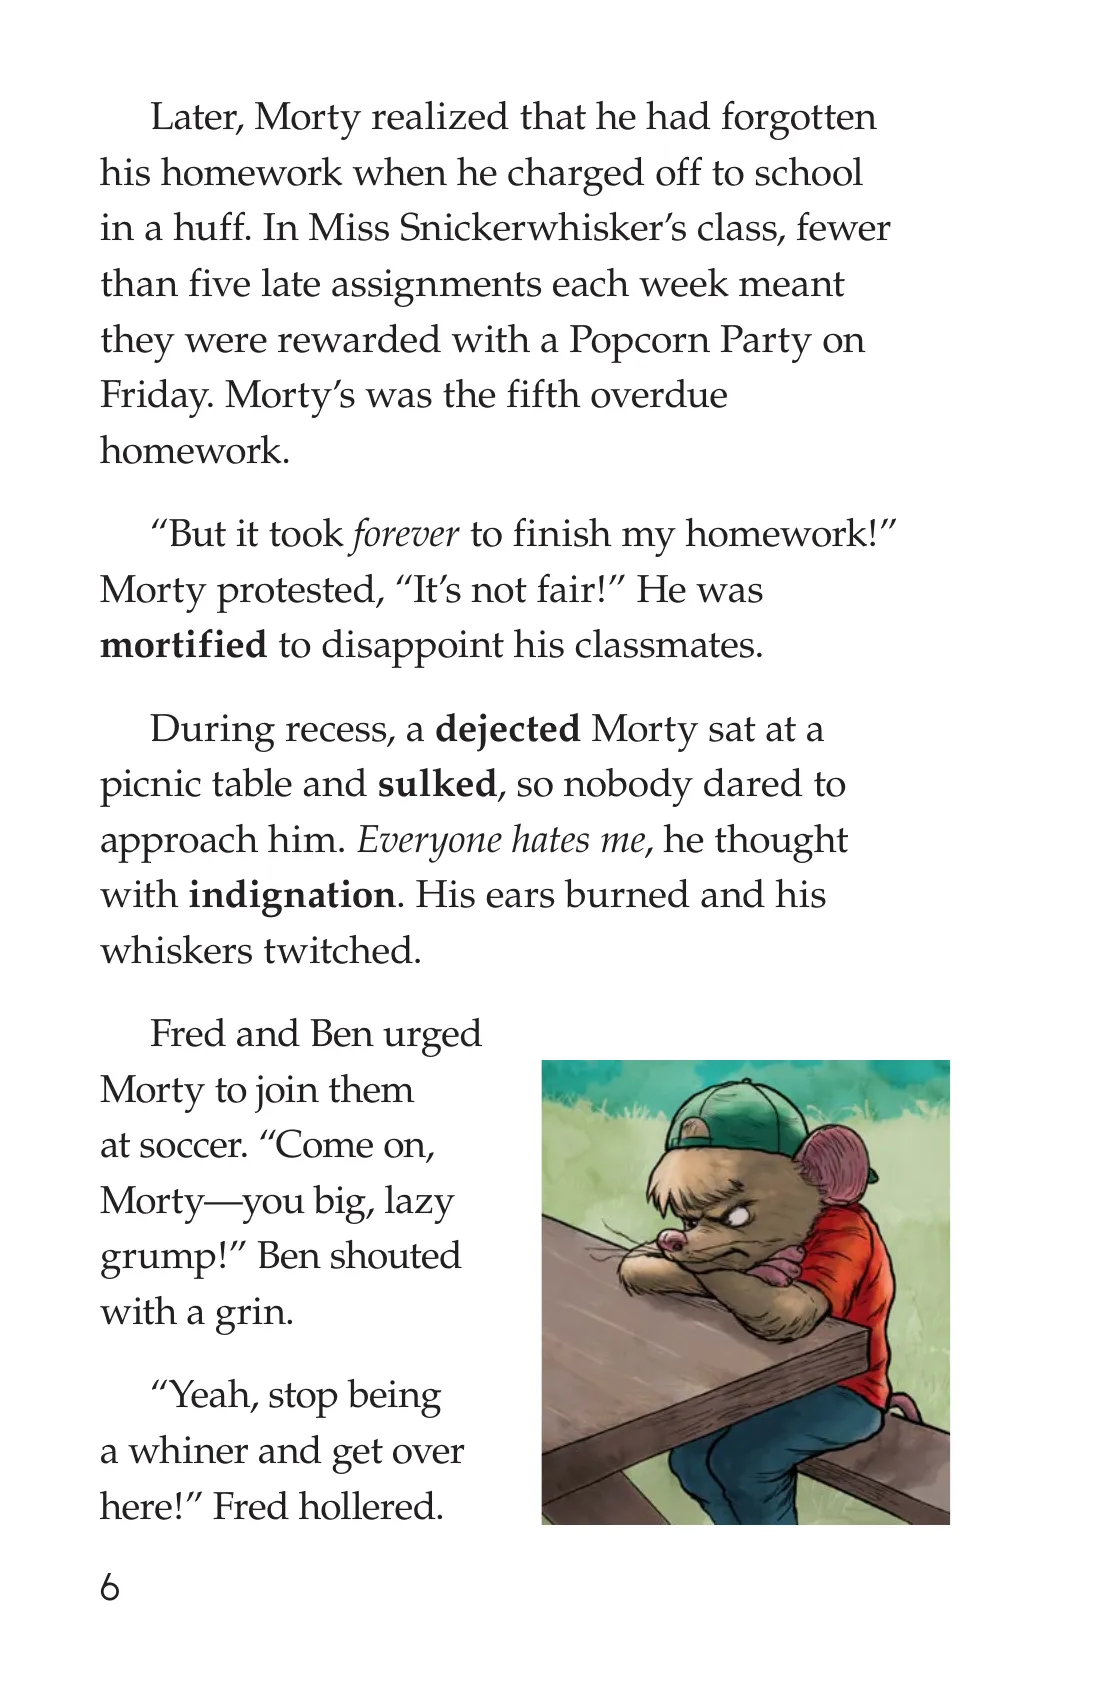 Later, Morty realized that he had forgotten
his homework when he charged off to school
in a huff. In Miss Snickerwhisker’s class, fewer
than five late assignments each week meant
they were rewarded with a Popcorn Party on
Friday. Morty’s was the fifth overdue
homework.
“But it took forever to finish my homework!”
Morty protested, “It’s not fair!” He was
mortified to disappoint his classmates.
During recess, a dejected Morty sat at a
picnic table and sulked, so nobody dared to
approach him. Everyone hates me, he thought
with indignation. His ears burned and his
whiskers twitched.
Fred and Ben urged
Morty to join them
at soccer. “Come on,
Morty—you big, lazy
grump!” Ben shouted
with a grin.
“Yeah, stop being
a whiner and get over
here!” Fred hollered.
6